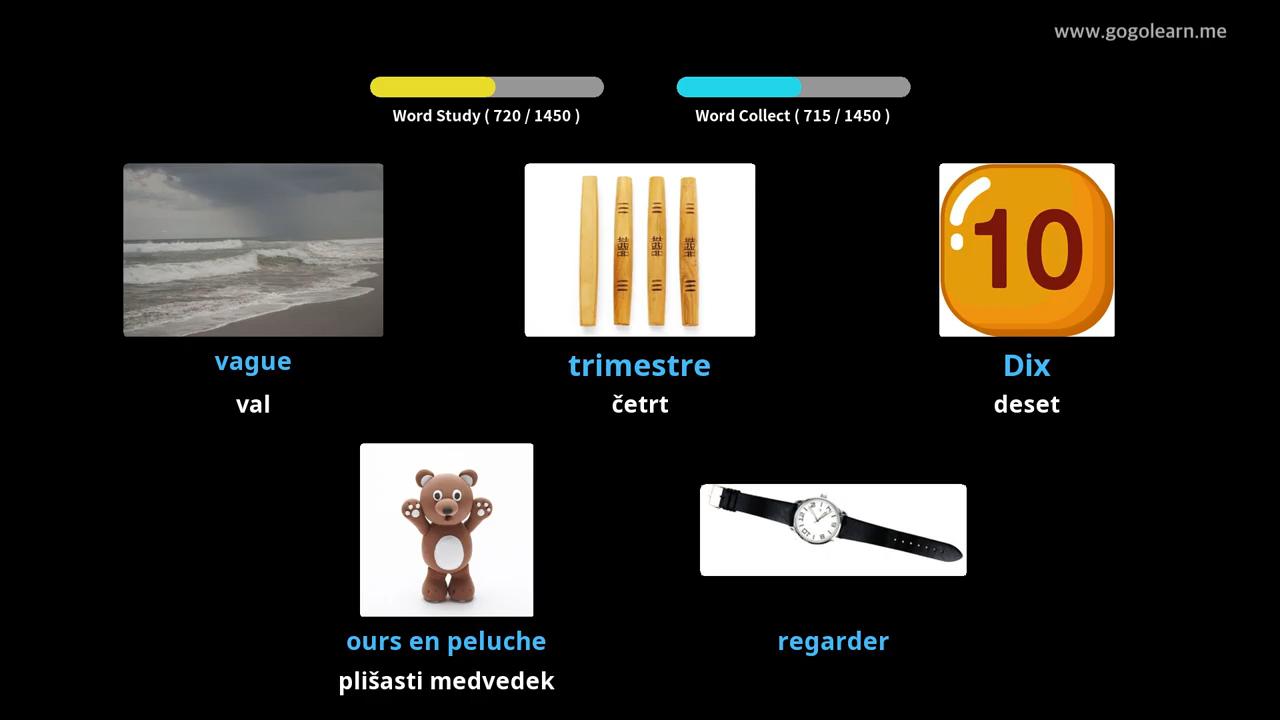 www.gogolearn.me
Word Study ( 720 / 1450 )
Word Collect ( 715 / 1450 )
10
vague
trimestre
Dix
val
četrt
deset
ours en peluche
regarder
plišasti medvedek